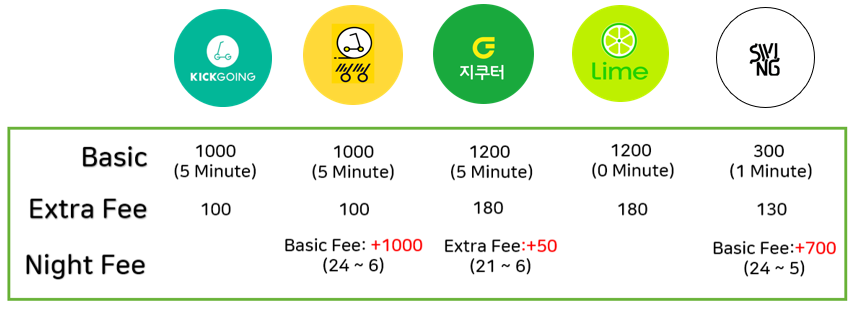 KICKGOING
씽씽
지쿠터
Lime
SWING
Basic
1000
(5 Minute)
1000
(5 Minute)
1200
(5 Minute)
1200
(0 Minute)
300
(1 Minute)
Extra Fee
100
100
180
180
130
Night Fee
Basic Fee: +1000
(24 ~ 6)
Extra Fee:+50
(21 ~ 6)
Basic Fee:+700
(24 ~ 5)